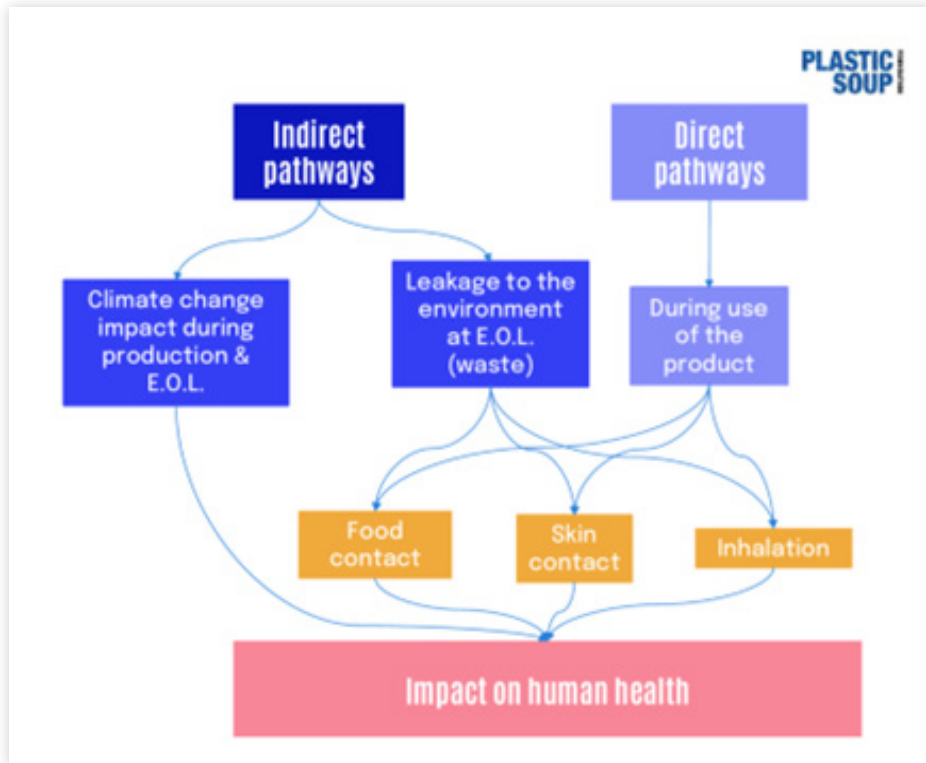 PLASTIC
SOUP
Indirect
pathways
Direct
pathways
Climate change
impact during
production &
E.O.L.
Leakage to the
environment
at E.O.L.
(waste)
During use
of the
product
Food
contact
Skin
contact
Inhalation
Impact on human health